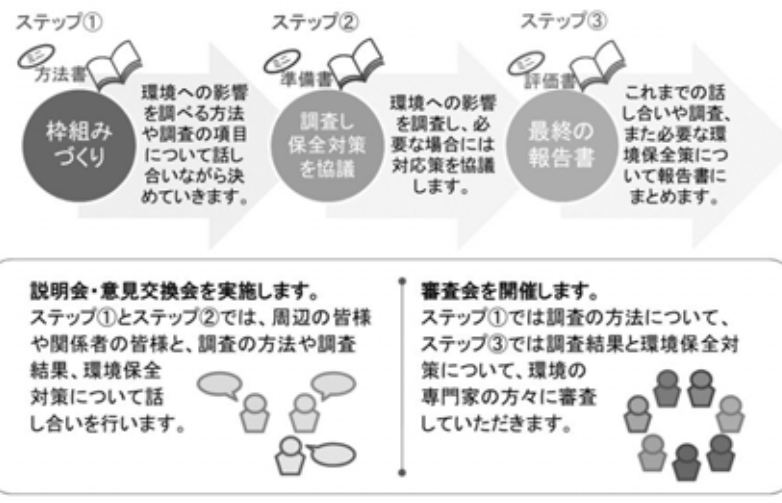 ステップ①
ミニ
方法書
枠組み
づくり
環境への影響
を調べる方法
や調査の項目
について話し
合いながら決
めていきます。
ステップ②
ミニ
準備書
調査し
保全対策
を協議
環境への影響
を調査し、必
要な場合には
対応策を協議
します。
ステップ③
ミニ
評価書
最終の
報告書
これまでの話
し合いや調査、
また必要な環
境保全策につ
いて報告書に
まとめます。
説明会・意見交換会を実施します。
ステップ①とステップ②では、周辺の皆様
や関係者の皆様と、調査の方法や調査
結果、環境保全
対策について話
し合いを行います。
審査会を開催します。
ステップ①では調査の方法について、
ステップ③では調査結果と環境保全対
策について、環境の
専門家の方々に審査
していただきます。